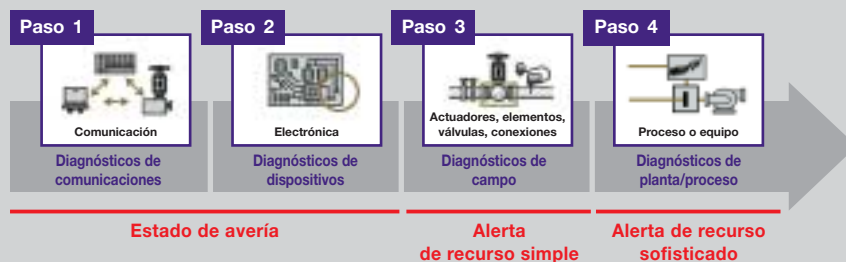 Paso 1
Paso 2
Paso 3
Paso 4
Comunicación
Electrónica
Actuadores, elementos,
válvulas, conexiones
Proceso o equipo
Diagnósticos de
comunicaciones
Diagnósticos de
dispositivos
Diagnósticos de
campo
Diagnósticos de
planta/proceso
Estado de avería
Alerta
de recurso simple
Alerta de recurso
sofisticado